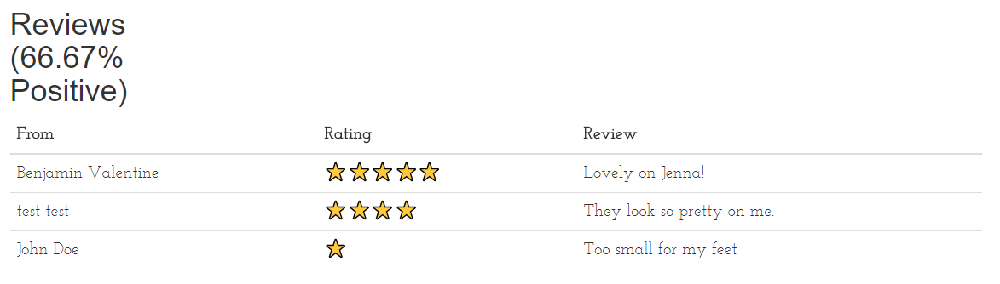 Reviews
(66.67%
Positive)
From Rating Review
Benjamin Valentine Lovely on Jenna!
test test They look so pretty on me.
John Doe Too small for my feet